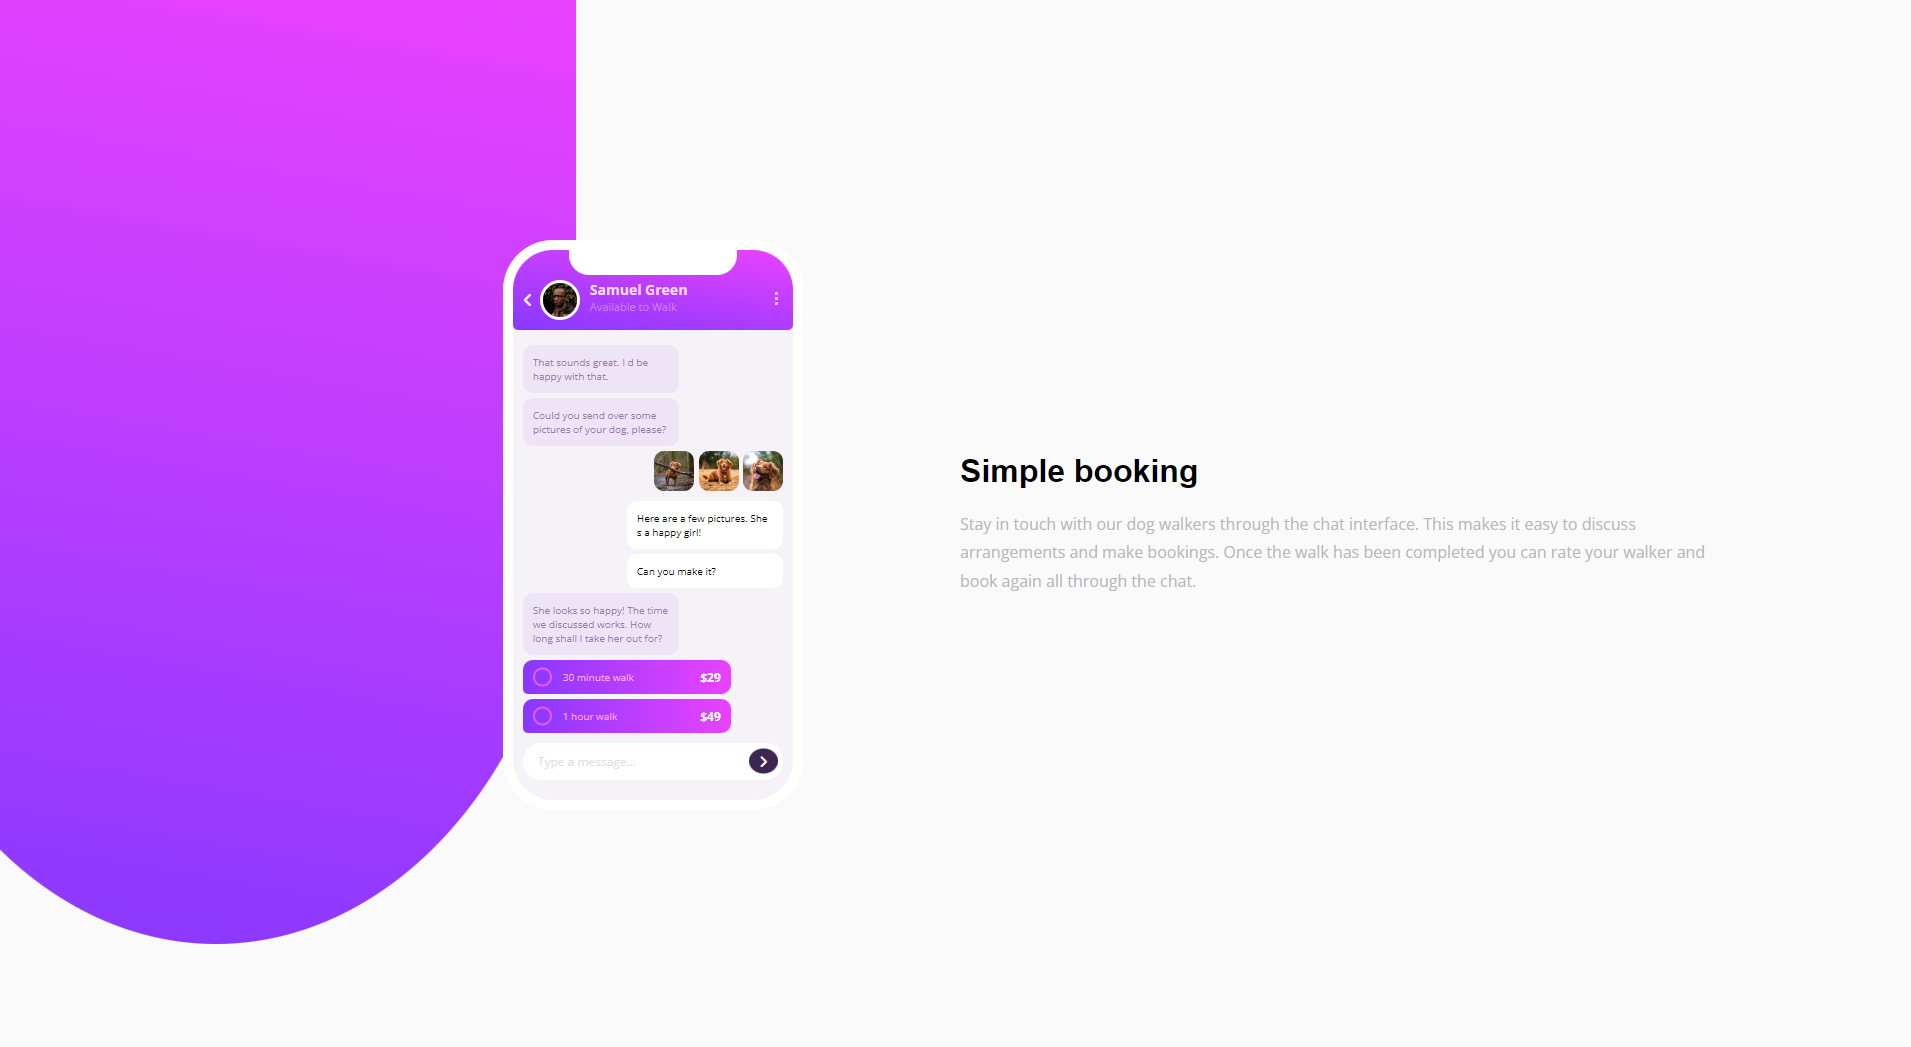 Samuel Green
Available to Walk
That sounds great. I d be
happy with that.
Could you send over some
pictures of your dog, please?
Here are a few pictures. She
s a happy girl!
Can you make it?
She looks so happy! The time
we discussed works. How
long shall I take her out for?
30 minute walk $29
1 hour walk $49
Type a message...
Simple booking
Stay in touch with our dog walkers through the chat interface. This makes it easy to discuss
arrangements and make bookings. Once the walk has been completed you can rate your walker and
book again all through the chat.